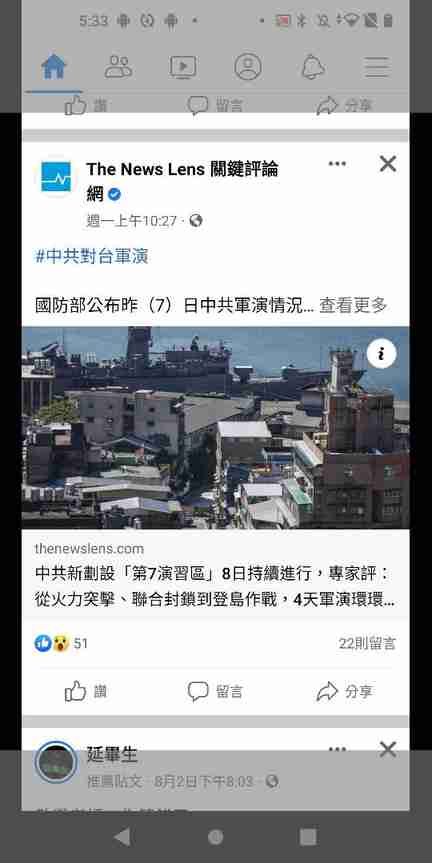 5:33
讚
留言
分享
The News Lens 關鍵評論
網
週一上午10:27 ·
#中共對台軍演
國防部公布昨（7）日中共軍演情況... 查看更多
thenewslens.com
中共新劃設「第7演習區」8日持續進行，專家評：
從火力突擊、聯合封鎖到登島作戰，4天軍演環環...
51
22則留言
讚
留言
分享
延畢生
推薦貼文 · 8月2日下午8:03 ·